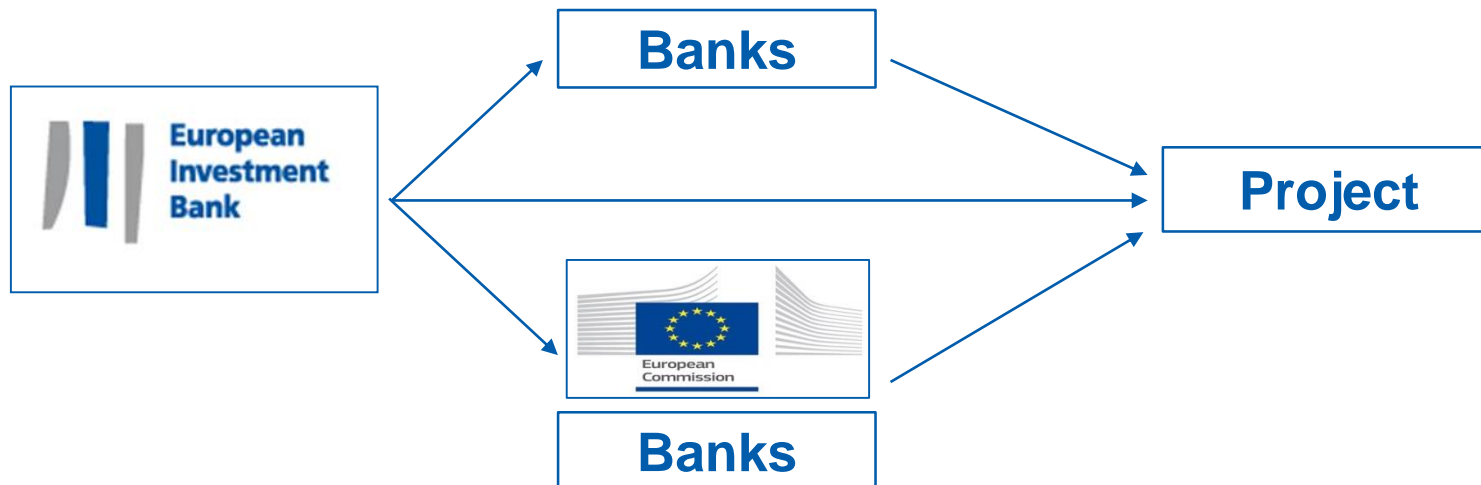 Banks
European
Investment
Bank
Project
European
Commission
Banks